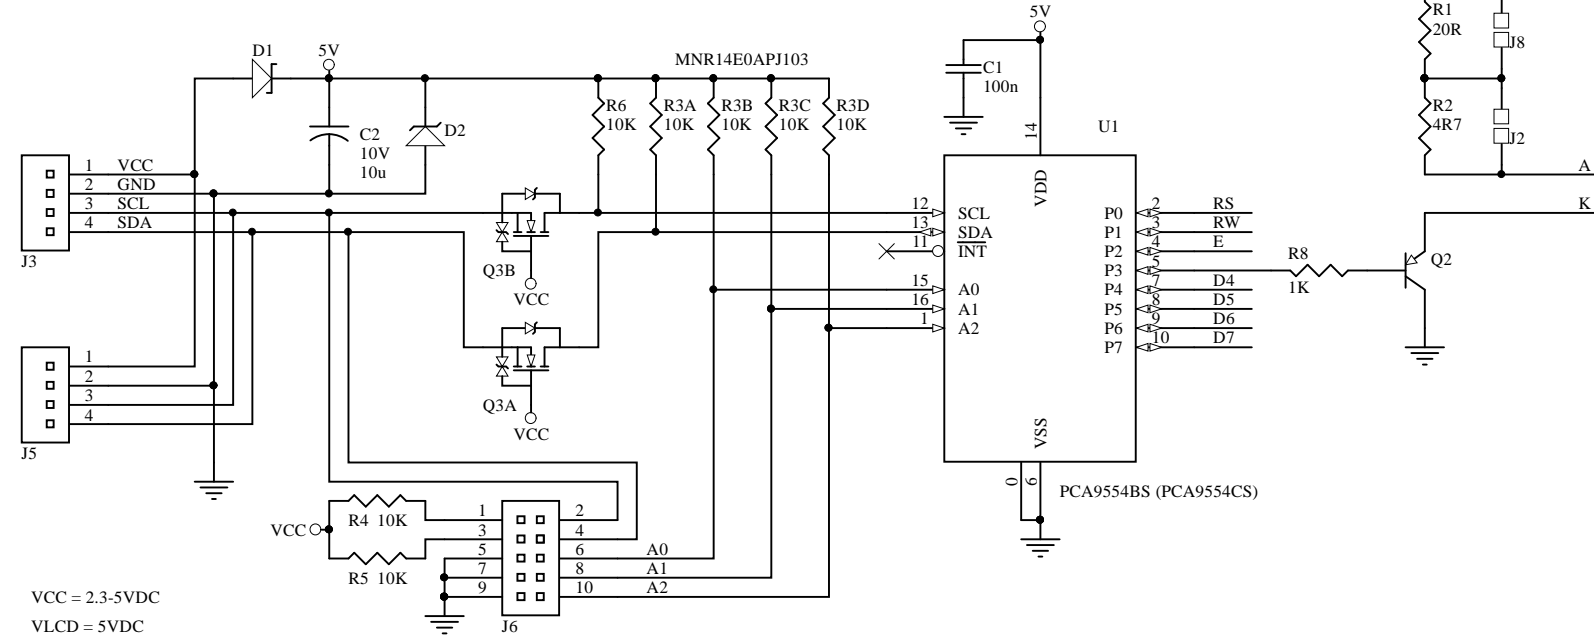 5V
R1
20R
J8
D1
5V
MNR14E0APJ103
C1
100n
R6
10K
R3A
10K
R3B
10K
R3C
10K
R3D
10K
R2
4R7
J2
C2
10V
10u
D2
14
U1
1 VCC
2 GND
3 SCL
4 SDA
J3
VDD
A
K
12 SCL
13 SDA
11 INT
15 A0
16 A1
1 A2
P0 2 RS
P1 3 RW
P2 4 E
P3 5
P4 7 D4
P5 8 D5
P6 9 D6
P7 10 D7
R8
1K
Q2
Q3B
VCC
Q3A
VCC
1
2
3
4
J5
VSS
0
6
PCA9554BS (PCA9554CS)
VCC
R4 10K
R5 10K
1 2
3 4
5 6 A0
7 8 A1
9 10 A2
J6
VCC = 2.3-5VDC
VLCD = 5VDC